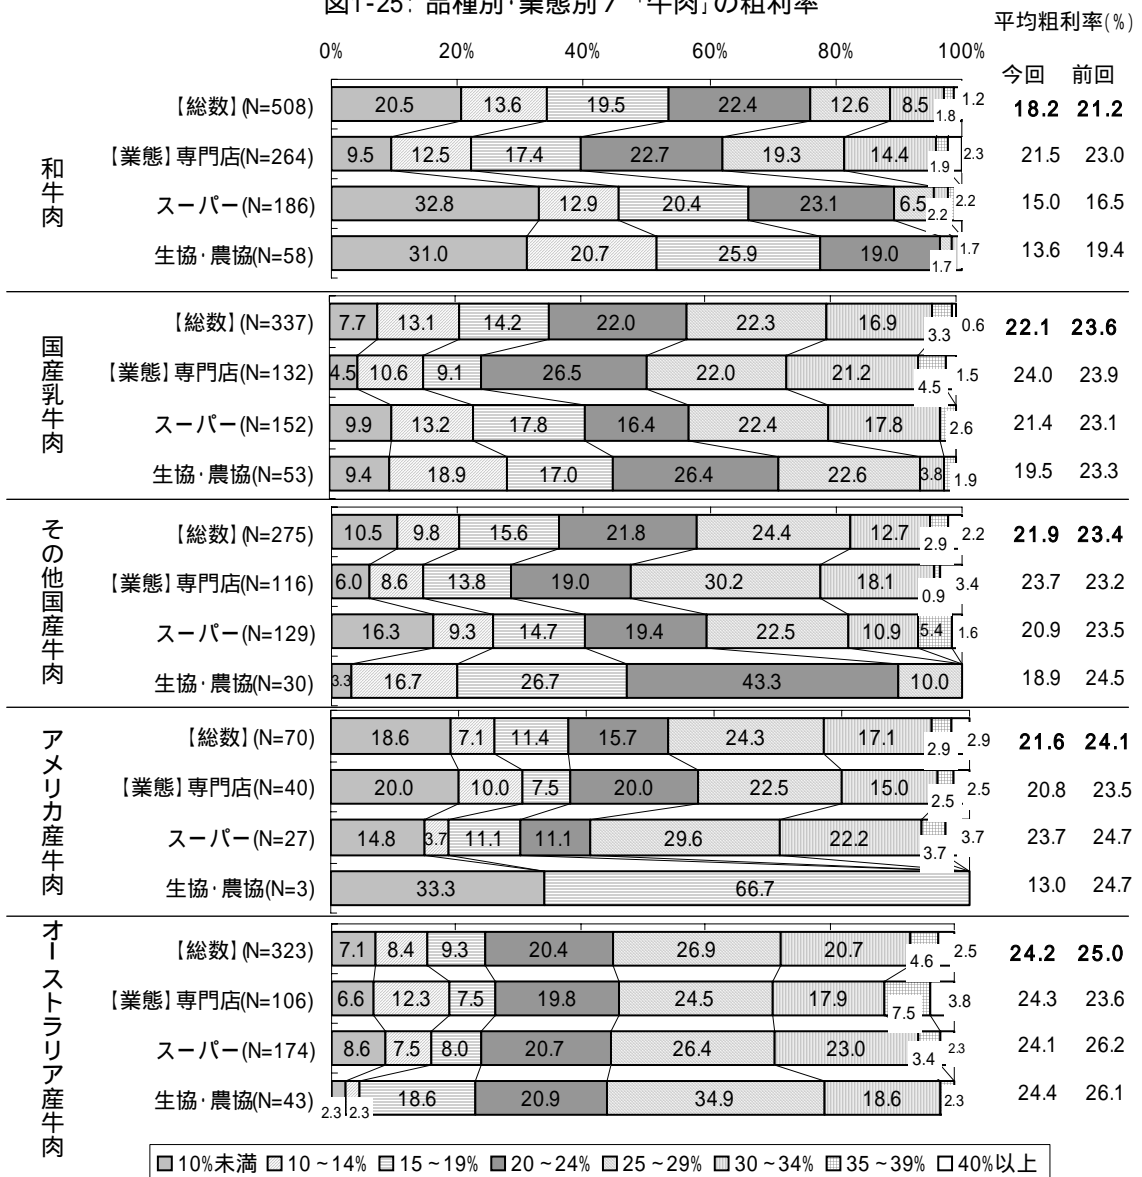 図1-25: 品種別・業態別 「牛肉」の粗利率
平均粗利率(%)
0% 20% 40% 60% 80% 100%
今回 前回
和牛肉
【総数】(N=508) 20.5 13.6 19.5 22.4 12.6 8.5 1.8 1.2 18.2 21.2
【業態】専門店(N=264) 9.5 12.5 17.4 22.7 19.3 14.4 1.9 2.3 21.5 23.0
スーパー(N=186) 32.8 12.9 20.4 23.1 6.5 2.2 2.2 15.0 16.5
生協・農協(N=58) 31.0 20.7 25.9 19.0 1.7 1.7 13.6 19.4
国産乳牛肉
【総数】(N=337) 7.7 13.1 14.2 22.0 22.3 16.9 3.3 0.6 22.1 23.6
【業態】専門店(N=132) 4.5 10.6 9.1 26.5 22.0 21.2 4.5 1.5 24.0 23.9
スーパー(N=152) 9.9 13.2 17.8 16.4 22.4 17.8 2.6 21.4 23.1
生協・農協(N=53) 9.4 18.9 17.0 26.4 22.6 3.8 1.9 19.5 23.3
その他国産牛肉
【総数】(N=275) 10.5 9.8 15.6 21.8 24.4 12.7 2.9 2.2 21.9 23.4
【業態】専門店(N=116) 6.0 8.6 13.8 19.0 30.2 18.1 0.9 3.4 23.7 23.2
スーパー(N=129) 16.3 9.3 14.7 19.4 22.5 10.9 5.4 1.6 20.9 23.5
生協・農協(N=30) 3.3 16.7 26.7 43.3 10.0 18.9 24.5
アメリカ産牛肉
【総数】(N=70) 18.6 7.1 11.4 15.7 24.3 17.1 2.9 2.9 21.6 24.1
【業態】専門店(N=40) 20.0 10.0 7.5 20.0 22.5 15.0 2.5 2.5 20.8 23.5
スーパー(N=27) 14.8 3.7 11.1 11.1 29.6 22.2 3.7 3.7 23.7 24.7
生協・農協(N=3) 33.3 66.7 13.0 24.7
オーストラリア産牛肉
【総数】(N=323) 7.1 8.4 9.3 20.4 26.9 20.7 4.6 2.5 24.2 25.0
【業態】専門店(N=106) 6.6 12.3 7.5 19.8 24.5 17.9 7.5 3.8 24.3 23.6
スーパー(N=174) 8.6 7.5 8.0 20.7 26.4 23.0 3.4 2.3 24.1 26.2
生協・農協(N=43) 2.3 2.3 18.6 20.9 34.9 18.6 2.3 24.4 26.1
10%未満 10~14% 15~19% 20~24% 25~29% 30~34% 35~39% 40%以上